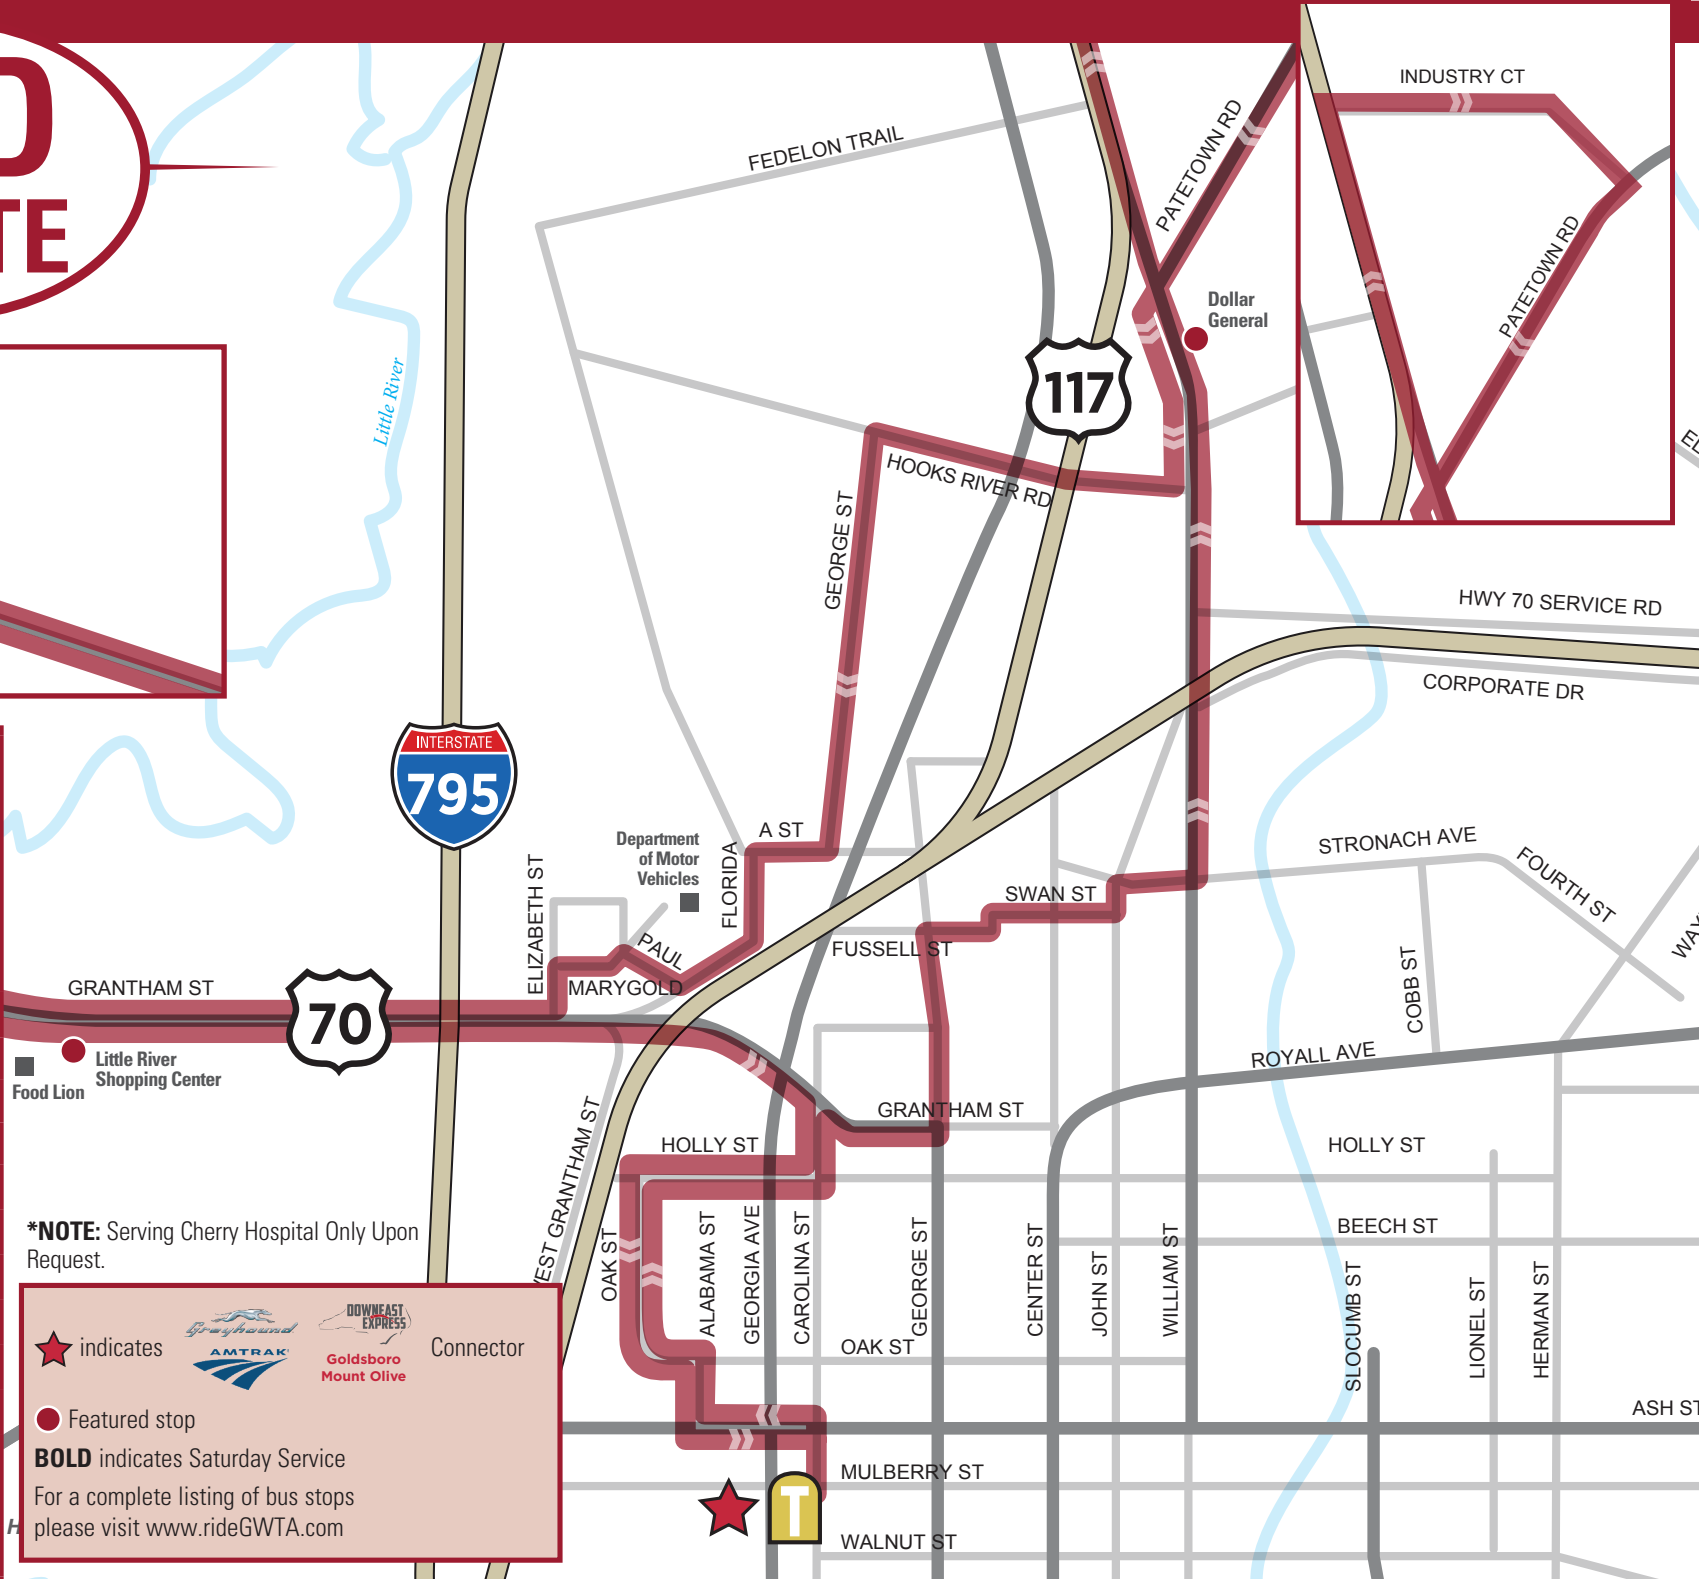 INDUSTRY CT
PATETOWN RD
FEDELON TRAIL
PATETOWN RD
TE
Dollar
General
Little River
117
HOOKS RIVER RD
GEORGE ST
HWY 70 SERVICE RD
CORPORATE DR
INTERSTATE
795
Department
of Motor
Vehicles
A ST
FLORIDA
STRONACH AVE
FOURTH ST
SWAN ST
ELIZABETH ST
PAUL
FUSSELL ST
MARYGOLD
GRANTHAM ST
70
COBB ST
Little River
Shopping Center
Food Lion
ROYALL AVE
GRANTHAM ST
HOLLY ST
HOLLY ST
WEST GRANTHAM ST
BEECH ST
OAK ST
ALABAMA ST
GEORGIA AVE
CAROLINA ST
GEORGE ST
CENTER ST
JOHN ST
WILLIAM ST
SLOCUMB ST
LIONEL ST
HERMAN ST
OAK ST
ASH ST
MULBERRY ST
T
WALNUT ST
*NOTE: Serving Cherry Hospital Only Upon
Request.
indicates
Greyhound
AMTRAK
DOWNEAST
EXPRESS
Goldsboro
Mount Olive
Connector
Featured stop
BOLD indicates Saturday Service
For a complete listing of bus stops
please visit www.rideGWTA.com